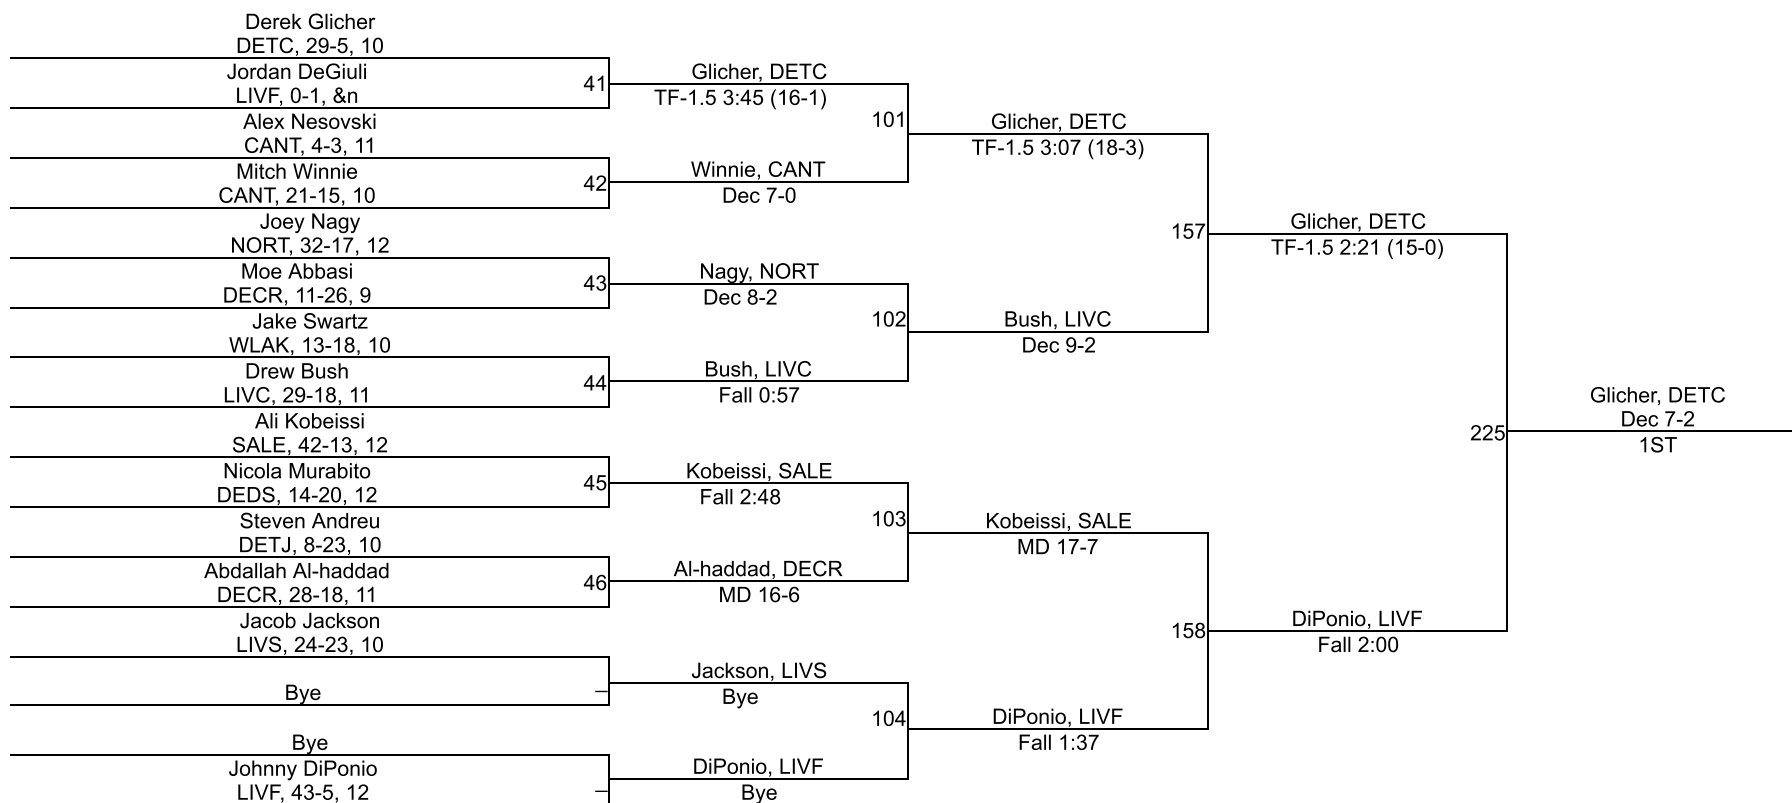 Derek Glicher
DETC, 29-5, 10
Jordan DeGiuli
LIVF, 0-1, &n
41
Alex Nesovski
CANT, 4-3, 11
Mitch Winnie
CANT, 21-15, 10
42
Joey Nagy
NORT, 32-17, 12
Moe Abbasi
DECR, 11-26, 9
43
Jake Swartz
WLAK, 13-18, 10
Drew Bush
LIVC, 29-18, 11
44
Ali Kobeissi
SALE, 42-13, 12
Nicola Murabito
DEDS, 14-20, 12
45
Steven Andreu
DETJ, 8-23, 10
Abdallah Al-haddad
DECR, 28-18, 11
46
Jacob Jackson
LIVS, 24-23, 10
Bye
–
Bye
Johnny DiPonio
LIVF, 43-5, 12
–
Glicher, DETC
TF-1.5 3:45 (16-1)
101
Winnie, CANT
Dec 7-0
Nagy, NORT
Dec 8-2
102
Bush, LIVC
Fall 0:57
Kobeissi, SALE
Fall 2:48
103
Al-haddad, DECR
MD 16-6
Jackson, LIVS
Bye
104
DiPonio, LIVF
Bye
Glicher, DETC
TF-1.5 3:07 (18-3)
157
Bush, LIVC
Dec 9-2
Kobeissi, SALE
MD 17-7
158
DiPonio, LIVF
Fall 1:37
Glicher, DETC
TF-1.5 2:21 (15-0)
225
DiPonio, LIVF
Fall 2:00
Glicher, DETC
Dec 7-2
1ST